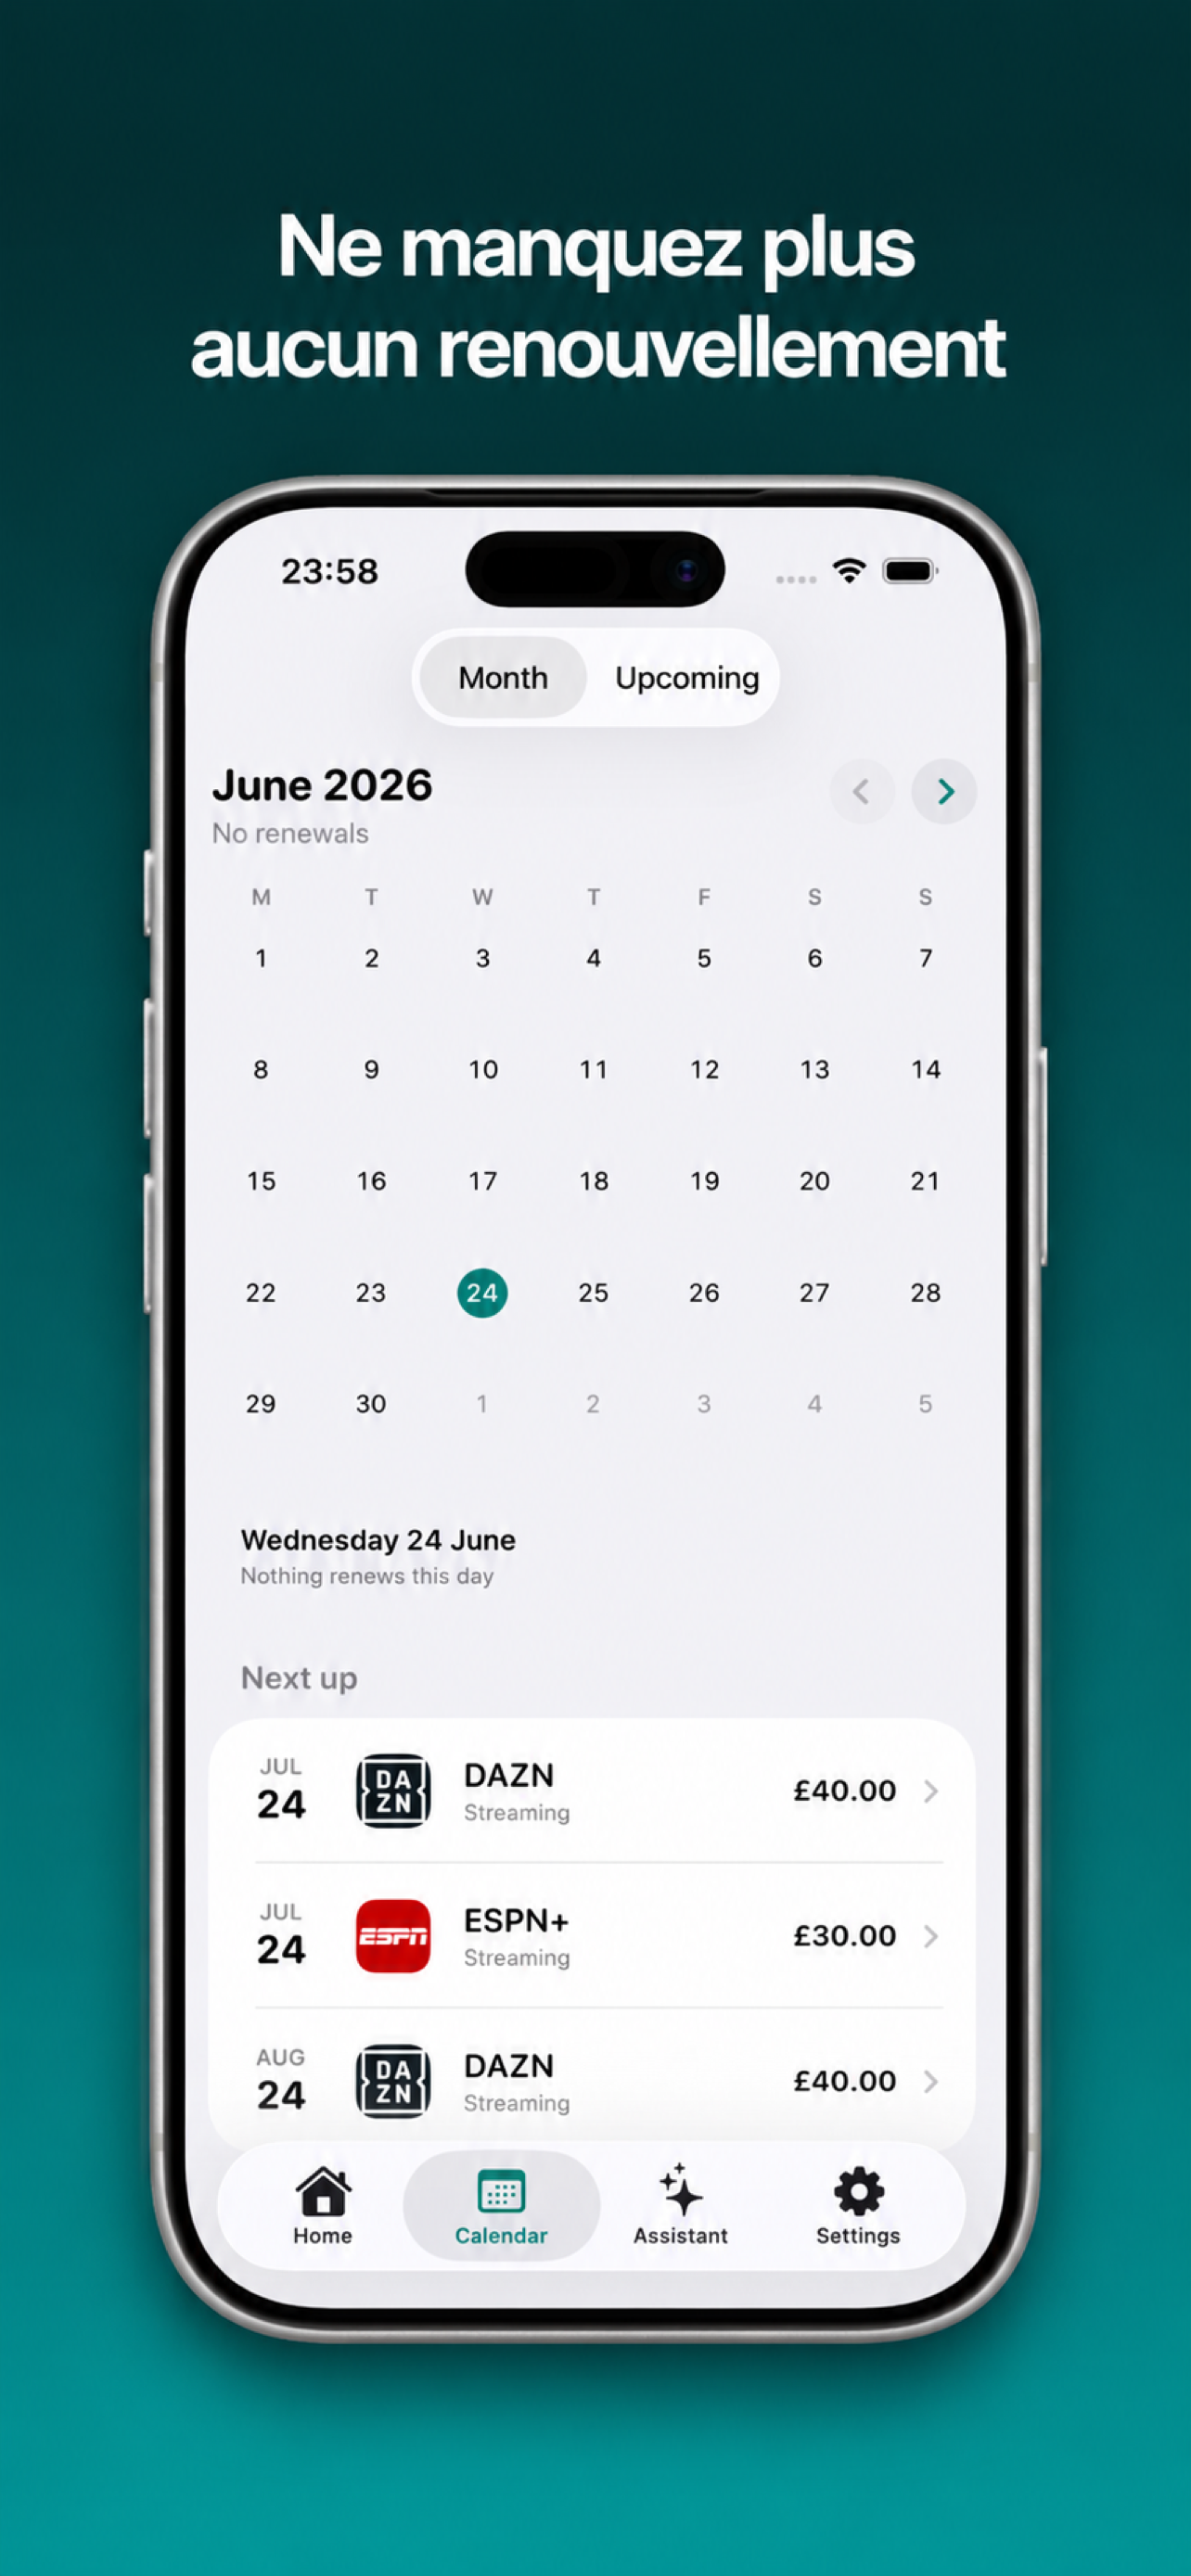 Ne manquez plus
aucun renouvellement
23:58
Month Upcoming
June 2026
No renewals
M T W T F S S
1 2 3 4 5 6 7
8 9 10 11 12 13 14
15 16 17 18 19 20 21
22 23 24 25 26 27 28
29 30 1 2 3 4 5
Wednesday 24 June
Nothing renews this day
Next up
JUL
24
DA
ZN
DAZN
Streaming
£40.00
JUL
24
ESPN
ESPN+
Streaming
£30.00
AUG
24
DA
ZN
DAZN
Streaming
£40.00
Home Calendar Assistant Settings